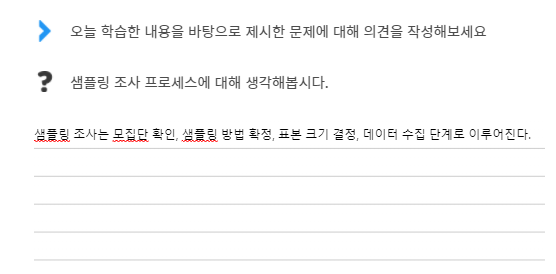 오늘 학습한 내용을 바탕으로 제시한 문제에 대해 의견을 작성해보세요
? 샘플링 조사 프로세스에 대해 생각해봅시다.
샘플링 조사는 모집단 확인, 샘플링 방법 확정, 표본 크기 결정, 데이터 수집 단계로 이루어진다.